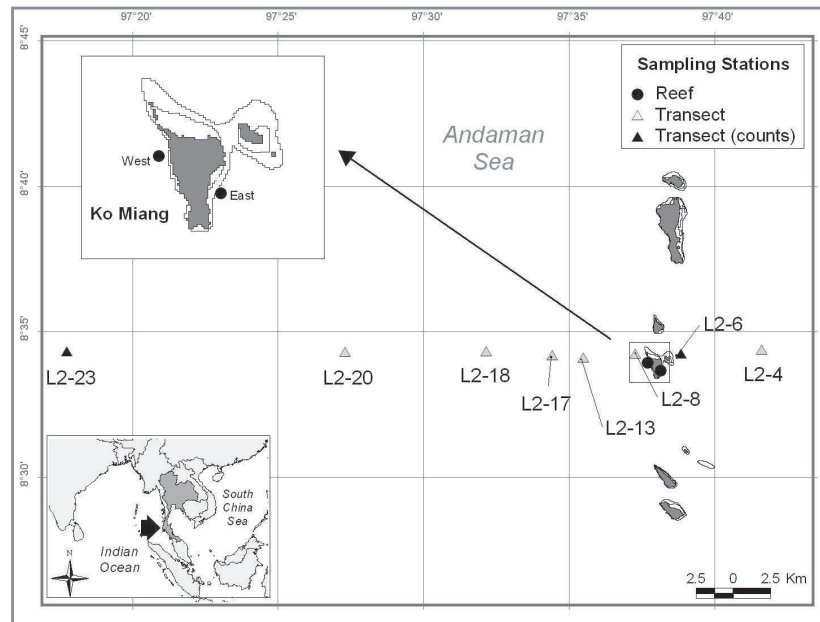 97°20' 97°25' 97°30' 97°35' 97°40'
8°45'
8°40'
8°35'
8°30'
West
East
Ko Miang
Andaman
Sea
Sampling Stations
Reef
Transect
Transect (counts)
L2-23
L2-20
L2-18
L2-17
L2-13
L2-8
L2-6
L2-4
South
China
Sea
Indian
Ocean
N
2.5 0 2.5 Km